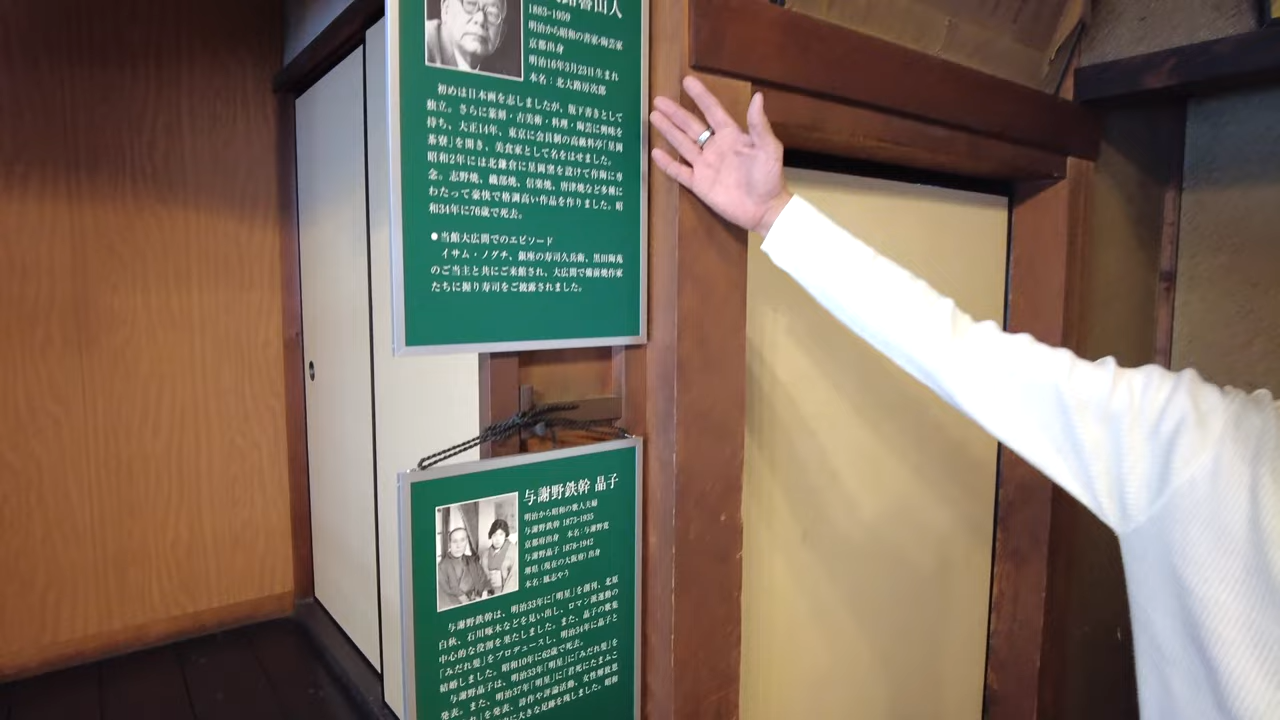 路魯山人
1883-1959
明治から昭和の書家・陶芸家
京都出身
明治16年3月23日生まれ
本名：北大路房次郎
初めは日本画を志しましたが、版下書きとして
独立。さらに篆刻・古美術・料理・陶芸に興味を
持ち、大正14年、東京に会員制の高級料亭「星岡
茶寮」を開き、美食家として名をはせました。
昭和2年には北鎌倉に星岡窯を設けて作陶に専
念。志野焼、織部焼、信楽焼、唐津焼など多種に
わたって豪快で格調高い作品を作りました。昭
和34年に76歳で死去。
●当館大広間でのエピソード
イサム・ノグチ、銀座の寿司久兵衛、黒田陶苑
のご当主と共にご来館され、大広間で備前焼作家
たちに握り寿司をご披露されました。
与謝野鉄幹 晶子
明治から昭和の歌人夫婦
与謝野鉄幹 1873-1935
京都府出身 本名：与謝野寛
与謝野晶子 1878-1942
堺県（現在の大阪府）出身
本名：鳳志やう
与謝野鉄幹は、明治33年に「明星」を創刊。北原
白秋、石川啄木などを見い出し、ロマン派運動の
中心的な役割を果たしました。また、晶子の歌集
「みだれ髪」をプロデュースし、明治34年に晶子と
結婚しました。昭和10年に62歳で死去。
与謝野晶子は、明治33年「明星」に「みだれ髪」を
発表。また、明治37年「明星」に「君死にたまふこ
を発表、詩作や評論活動、女性解放思
に大きな足跡を残しました。昭和